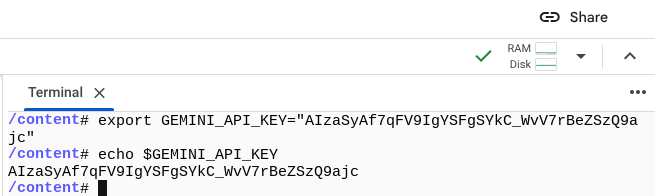 Share
RAM
Disk
Terminal
/content# export GEMINI_API_KEY="AIzaSyAf7qFV9IgYSFgSYkC_WvV7rBeZSzQ9a
jc"
/content# echo $GEMINI_API_KEY
AIzaSyAf7qFV9IgYSFgSYkC_WvV7rBeZSzQ9ajc
/content#